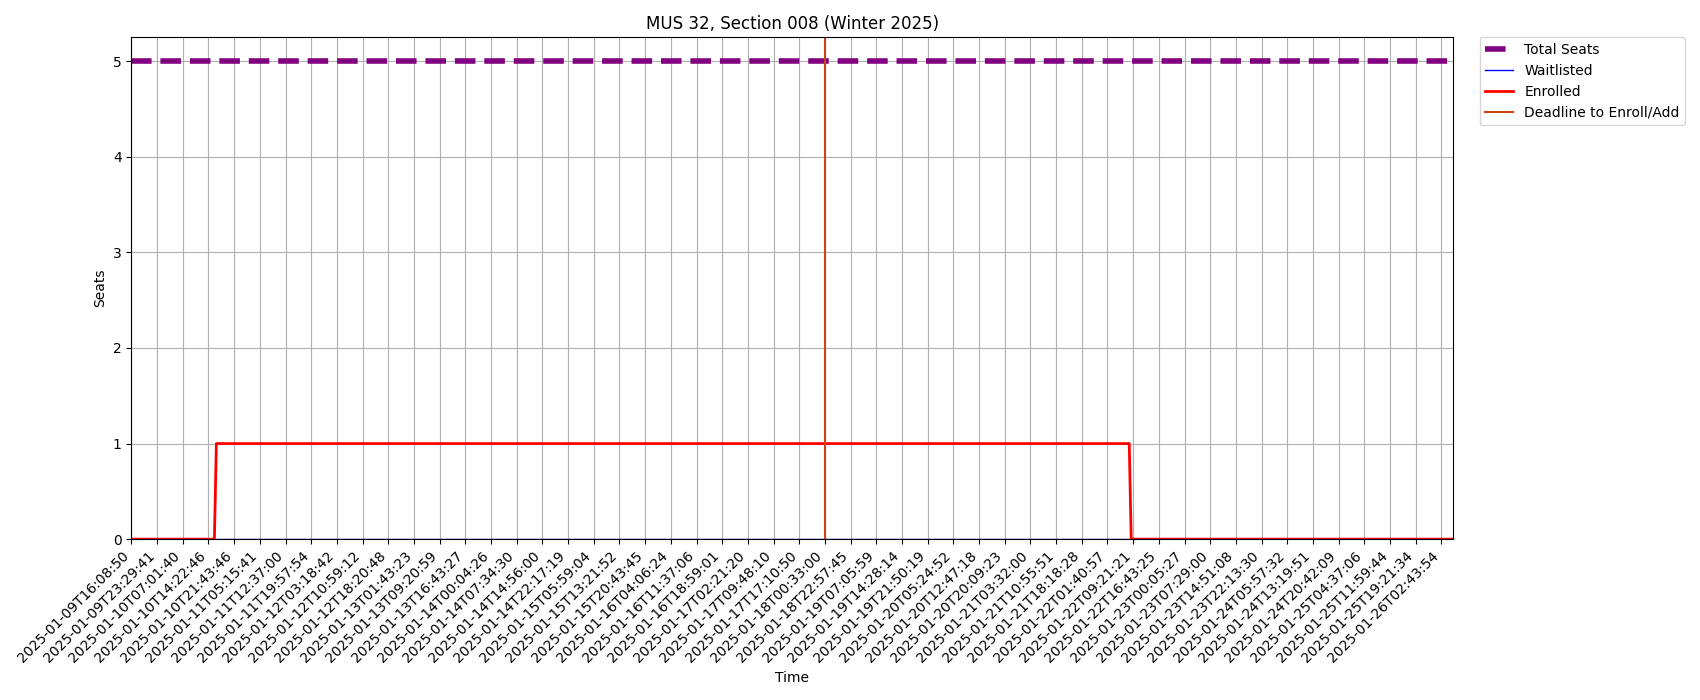 MUS 32, Section 008 (Winter 2025)
Total Seats
Waitlisted
Enrolled
Deadline to Enroll/Add
Seats
5
4
3
2
1
0
2025-01-09T16:08:50
2025-01-09T23:29:41
2025-01-10T07:01:40
2025-01-10T14:22:46
2025-01-10T21:43:46
2025-01-11T05:15:41
2025-01-11T12:37:00
2025-01-11T19:57:54
2025-01-12T03:18:42
2025-01-12T10:59:12
2025-01-12T18:20:48
2025-01-13T01:43:23
2025-01-13T09:20:59
2025-01-13T16:43:27
2025-01-14T00:04:26
2025-01-14T07:34:30
2025-01-14T14:56:00
2025-01-14T22:17:19
2025-01-15T05:59:04
2025-01-15T13:21:52
2025-01-15T20:43:45
2025-01-16T04:06:24
2025-01-16T11:37:06
2025-01-16T18:59:01
2025-01-17T02:21:20
2025-01-17T09:48:10
2025-01-17T17:10:50
2025-01-18T00:33:00
2025-01-18T22:57:45
2025-01-19T07:05:59
2025-01-19T14:28:14
2025-01-19T21:50:19
2025-01-20T05:24:52
2025-01-20T12:47:18
2025-01-20T20:09:23
2025-01-21T03:32:00
2025-01-21T10:55:51
2025-01-21T18:18:28
2025-01-22T01:40:57
2025-01-22T09:21:21
2025-01-22T16:43:25
2025-01-23T00:05:27
2025-01-23T07:29:00
2025-01-23T14:51:08
2025-01-23T22:13:30
2025-01-24T05:57:32
2025-01-24T13:19:51
2025-01-24T20:42:09
2025-01-25T04:37:06
2025-01-25T11:59:44
2025-01-25T19:21:34
2025-01-26T02:43:54
Time